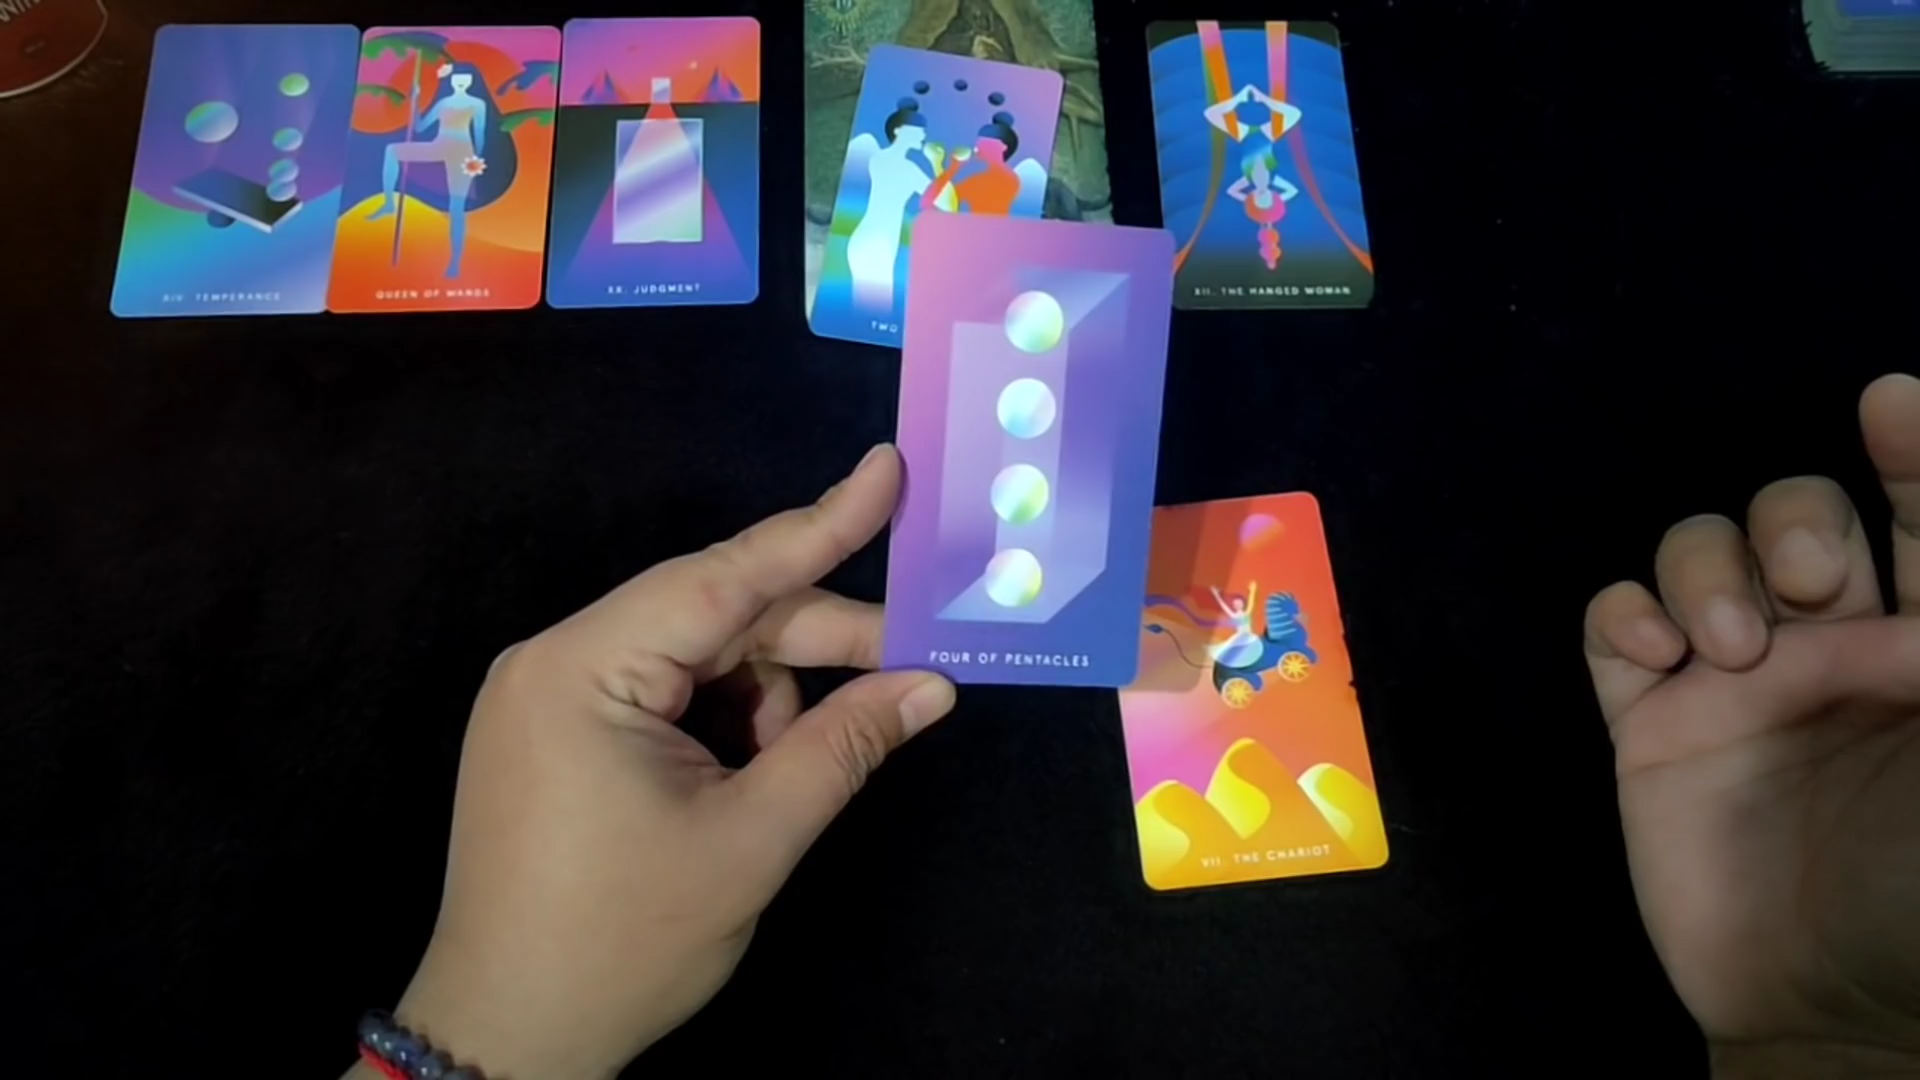 XIV. TEMPERANCE
QUEEN OF WANDS
XX. JUDGMENT
TWO
XII. THE HANGED WOMAN
FOUR OF PENTACLES
VII. THE CHARIOT